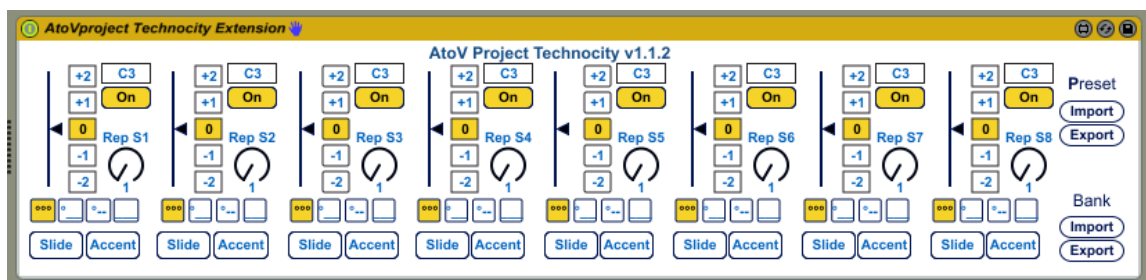 AtoVproject Technocity Extension
AtoV Project Technocity v1.1.2
+2 C3 +2 C3 +2 C3 +2 C3 +2 C3 +2 C3 +2 C3 +2 C3
+1 On +1 On +1 On +1 On +1 On +1 On +1 On +1 On Preset
Import
0 Rep S1 0 Rep S2 0 Rep S3 0 Rep S4 0 Rep S5 0 Rep S6 0 Rep S7 0 Rep S8 Export
-1 -1 -1 -1 -1 -1 -1 -1
-2 1 -2 1 -2 1 -2 1 -2 1 -2 1 -2 1 -2 1
Bank
Import
Slide Accent Slide Accent Slide Accent Slide Accent Slide Accent Slide Accent Slide Accent Slide Accent Export